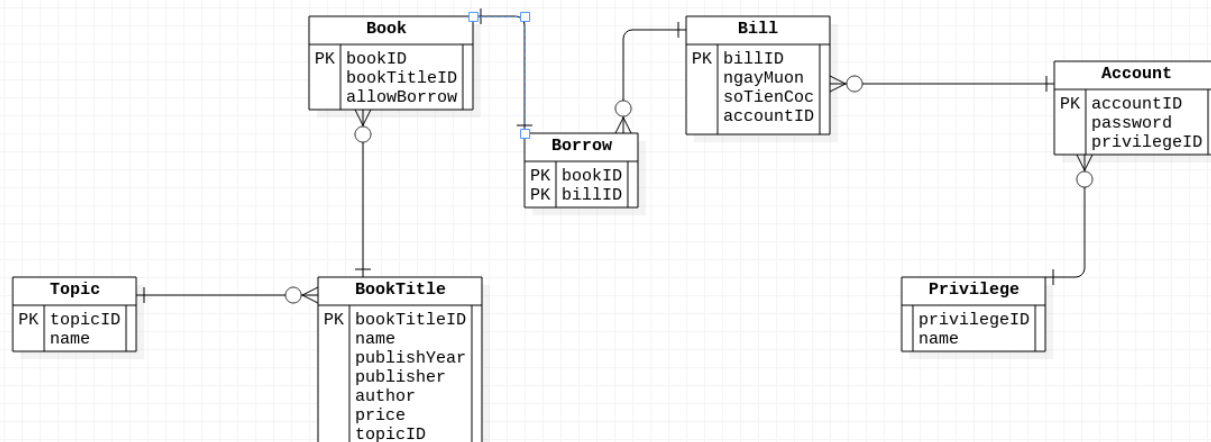 Book
PK bookID
bookTitleID
allowBorrow
Bill
PK billID
ngayMuon
soTienCoc
accountID
Account
PK accountID
password
privilegeID
Borrow
PK bookID
PK billID
Topic
PK topicID
name
BookTitle
PK bookTitleID
name
publishYear
publisher
author
price
topicID
Privilege
privilegeID
name